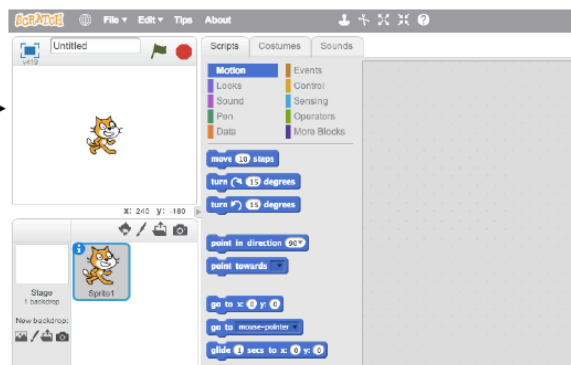 SCRATCH File Edit Tips About
Untitled
v419
Scripts Costumes Sounds
Motion Events
Looks Control
Sound Sensing
Pen Operators
Data More Blocks
move 10 steps
turn 15 degrees
turn 15 degrees
point in direction 90
point towards
go to x: 0 y: 0
go to mouse-pointer
glide 1 secs to x: 0 y: 0
X: 240 y: -180
Sprite1
Stage
1 backdrop
New backdrop: